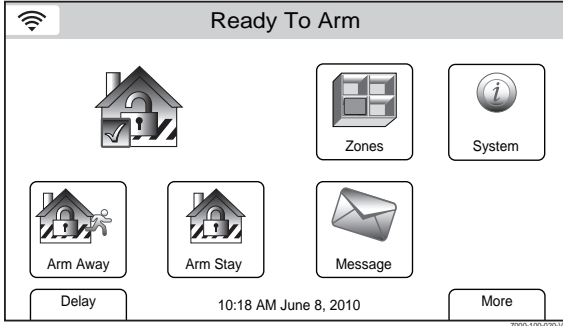 Ready To Arm
i
Zones
System
Arm Away
Arm Stay
Message
Delay
10:18 AM June 8, 2010
More